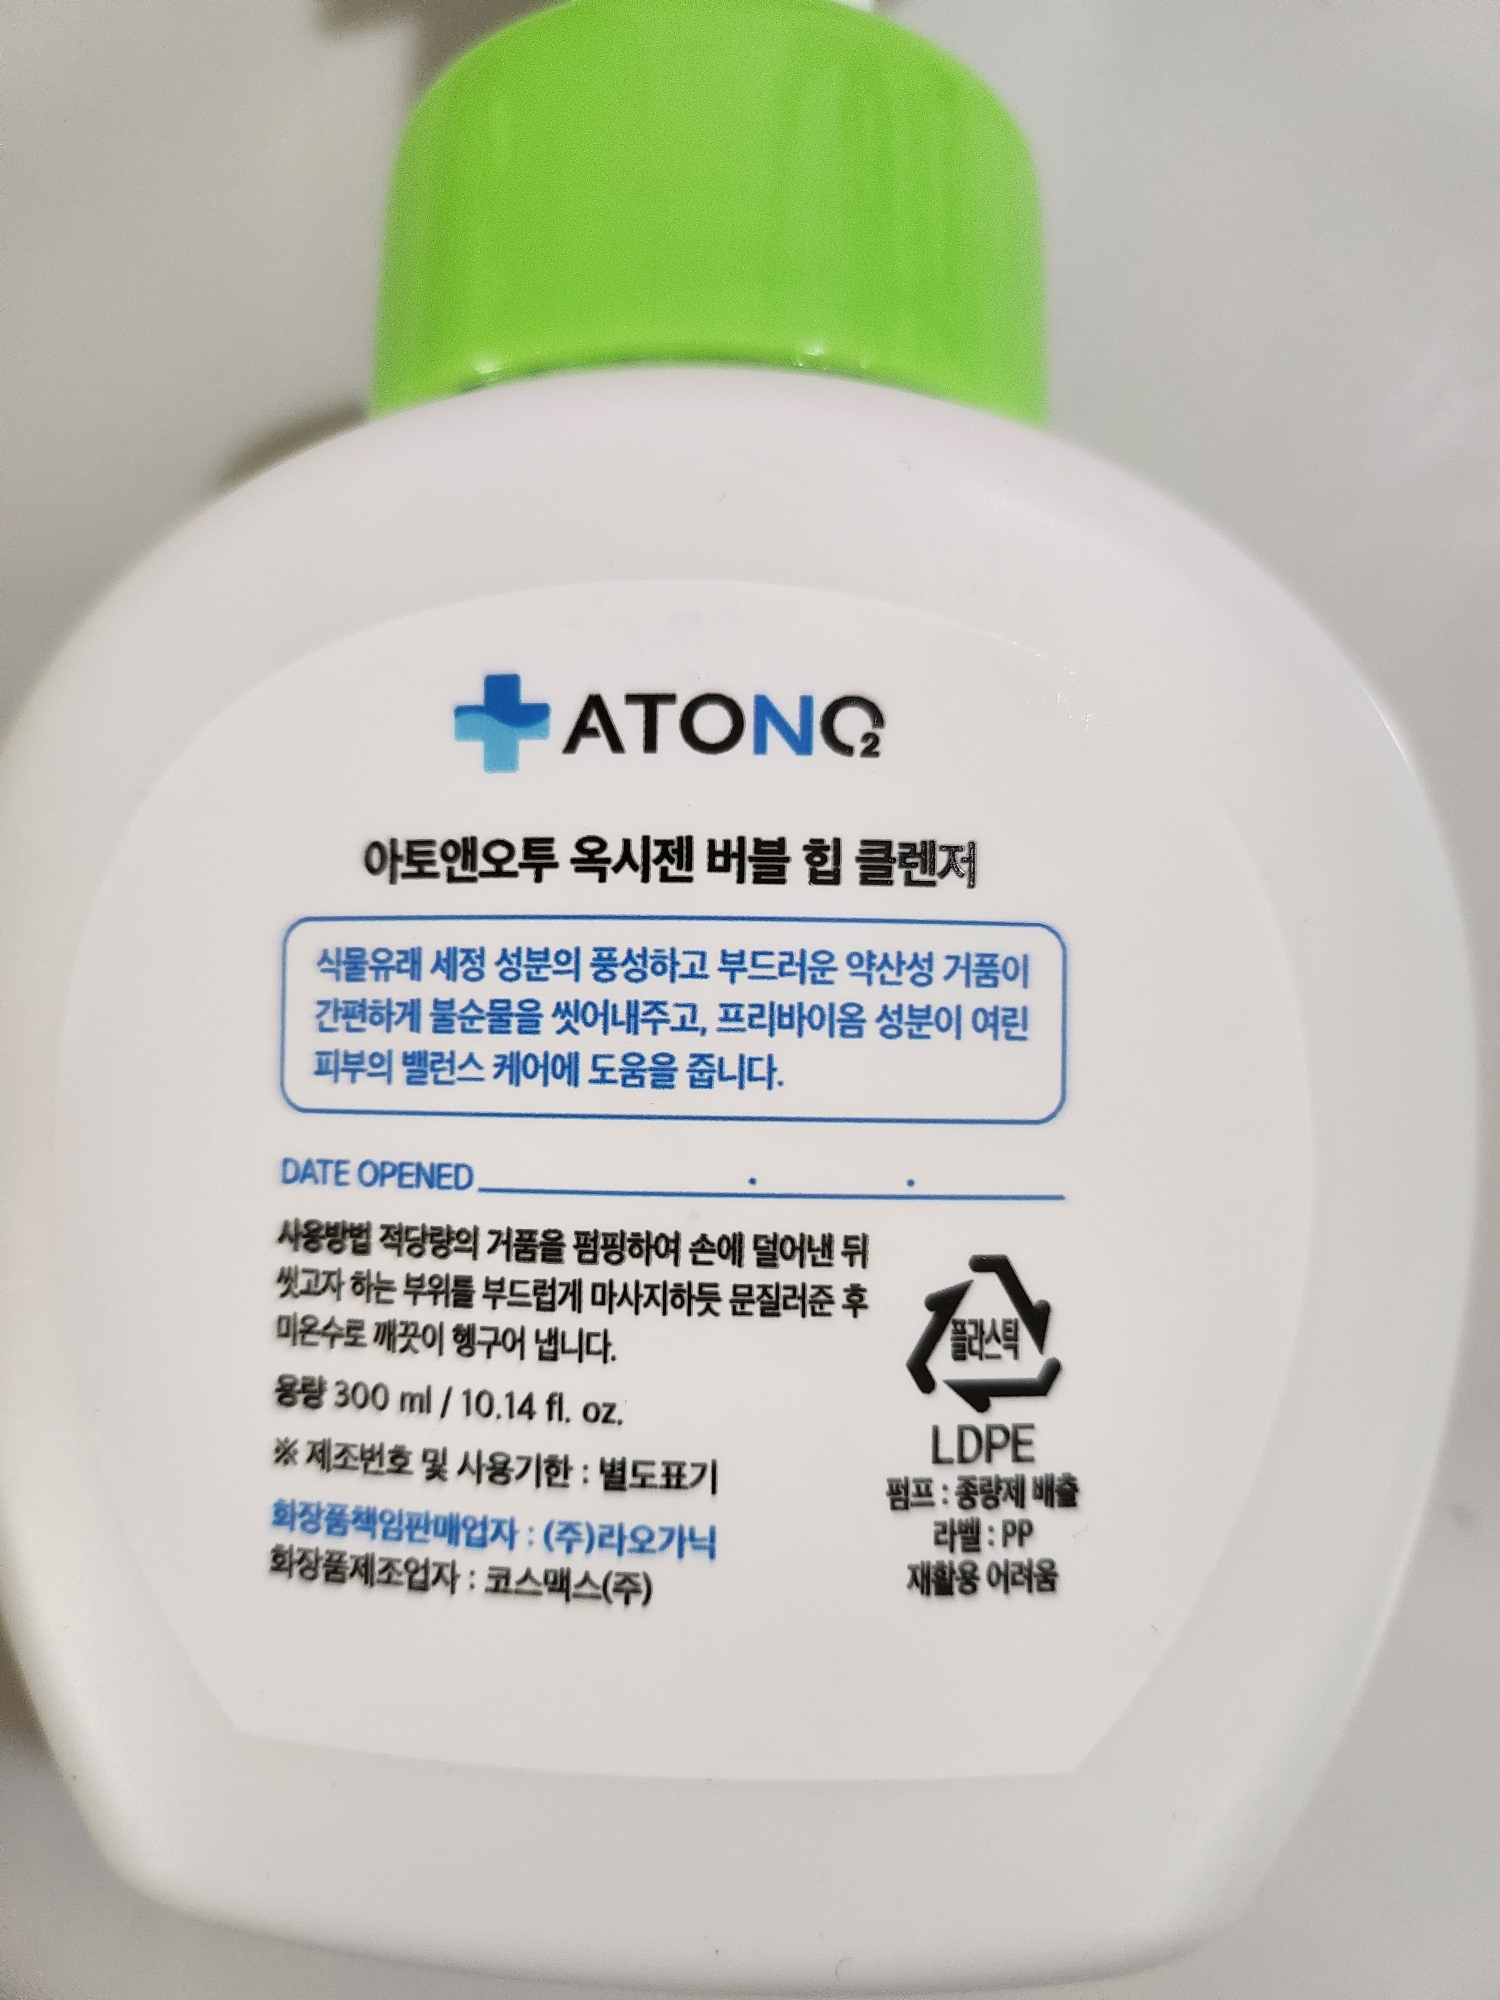 ATONO2
아토앤오투 옥시젠 버블 힙 클렌저
식물유래 세정 성분의 풍성하고 부드러운 약산성 거품이
간편하게 불순물을 씻어내주고, 프리바이옴 성분이 여린
피부의 밸런스 케어에 도움을 줍니다.
DATE OPENED . .
사용방법 적당량의 거품을 펌핑하여 손에 덜어낸 뒤
씻고자 하는 부위를 부드럽게 마사지하듯 문질러준 후
미온수로 깨끗이 헹구어 냅니다.
용량 300 ml / 10.14 fl. oz.
※ 제조번호 및 사용기한 : 별도표기
화장품책임판매업자 : (주)라오가닉
화장품제조업자 : 코스맥스(주)
플라스틱
LDPE
펌프 : 종량제 배출
라벨 : PP
재활용 어려움